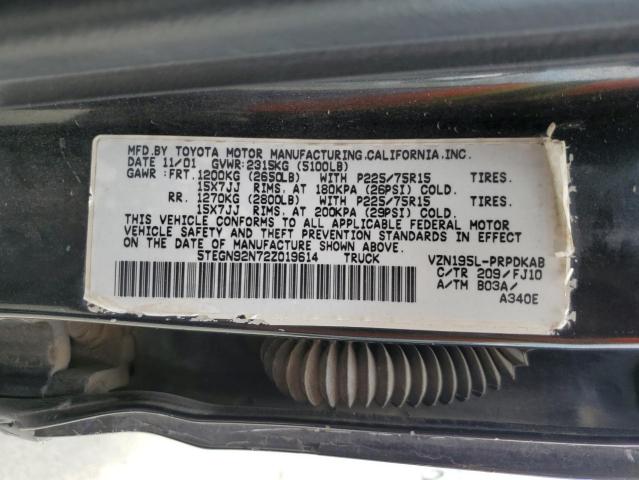 MFD.BY TOYOTA MOTOR MANUFACTURING,CALIFORNIA,INC.
DATE 11/01 GVWR:2315KG (5100LB)
GAWR: FRT.1200KG (2650LB) WITH P225/75R15 TIRES.
15X7JJ RIMS. AT 180KPA (26PSI) COLD.
RR. 1270KG (2800LB) WITH P225/75R15 TIRES.
15X7JJ RIMS. AT 200KPA (29PSI) COLD.
THIS VEHICLE CONFORMS TO ALL APPLICABLE FEDERAL MOTOR
VEHICLE SAFETY AND THEFT PREVENTION STANDARDS IN EFFECT
ON THE DATE OF MANUFACTURE SHOWN ABOVE.
5TEGN92N72Z019614 TRUCK VZN195L-PRPDKAB
C/TR 209/FJ10
A/TM B03A/
A340E